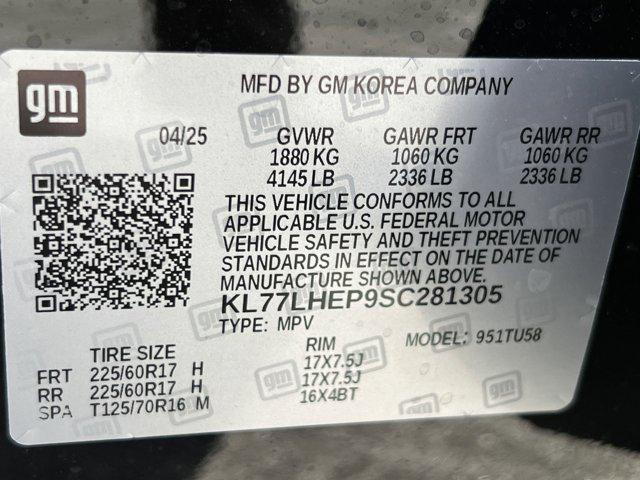 gm
MFD BY GM KOREA COMPANY
04/25 GVWR GAWR FRT GAWR RR
1880 KG 1060 KG 1060 KG
4145 LB 2336 LB 2336 LB
THIS VEHICLE CONFORMS TO ALL
APPLICABLE U.S. FEDERAL MOTOR
VEHICLE SAFETY AND THEFT PREVENTION
STANDARDS IN EFFECT ON THE DATE OF
MANUFACTURE SHOWN ABOVE.
KL77LHEP9SC281305
TYPE: MPV MODEL: 951TU58
TIRE SIZE RIM
FRT 225/60R17 H 17X7.5J
RR 225/60R17 H 17X7.5J
SPA T125/70R16 M 16X4BT